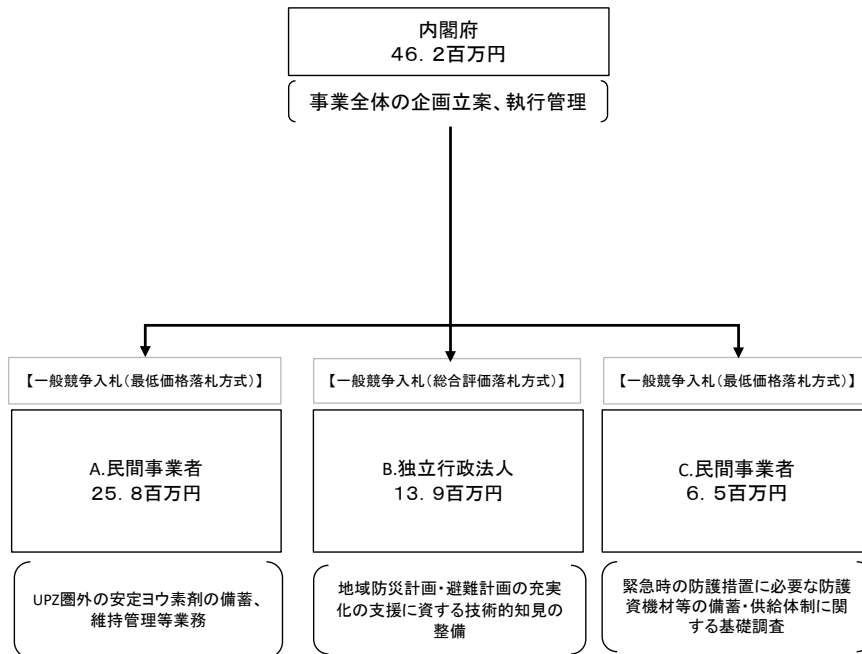 内閣府
46．2百万円
事業全体の企画立案、執行管理
【一般競争入札（最低価格落札方式）】
【一般競争入札（総合評価落札方式）】
【一般競争入札（最低価格落札方式）】
A.民間事業者
25．8百万円
B.独立行政法人
13．9百万円
C.民間事業者
6．5百万円
UPZ圏外の安定ヨウ素剤の備蓄、
維持管理等業務
地域防災計画・避難計画の充実
化の支援に資する技術的知見の
整備
緊急時の防護措置に必要な防護
資機材等の備蓄・供給体制に関
する基礎調査